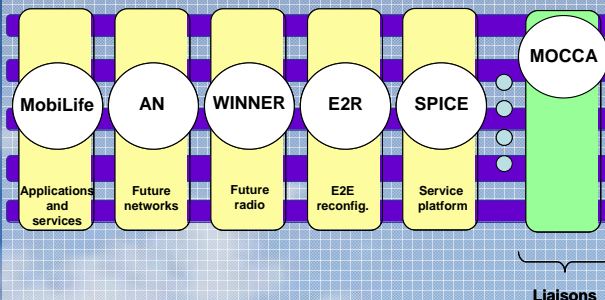 MobiLife
AN
WINNER
E2R
SPICE
MOCCA
Applications
and
services
Future
networks
Future
radio
E2E
reconfig.
Service
platform
Liaisons